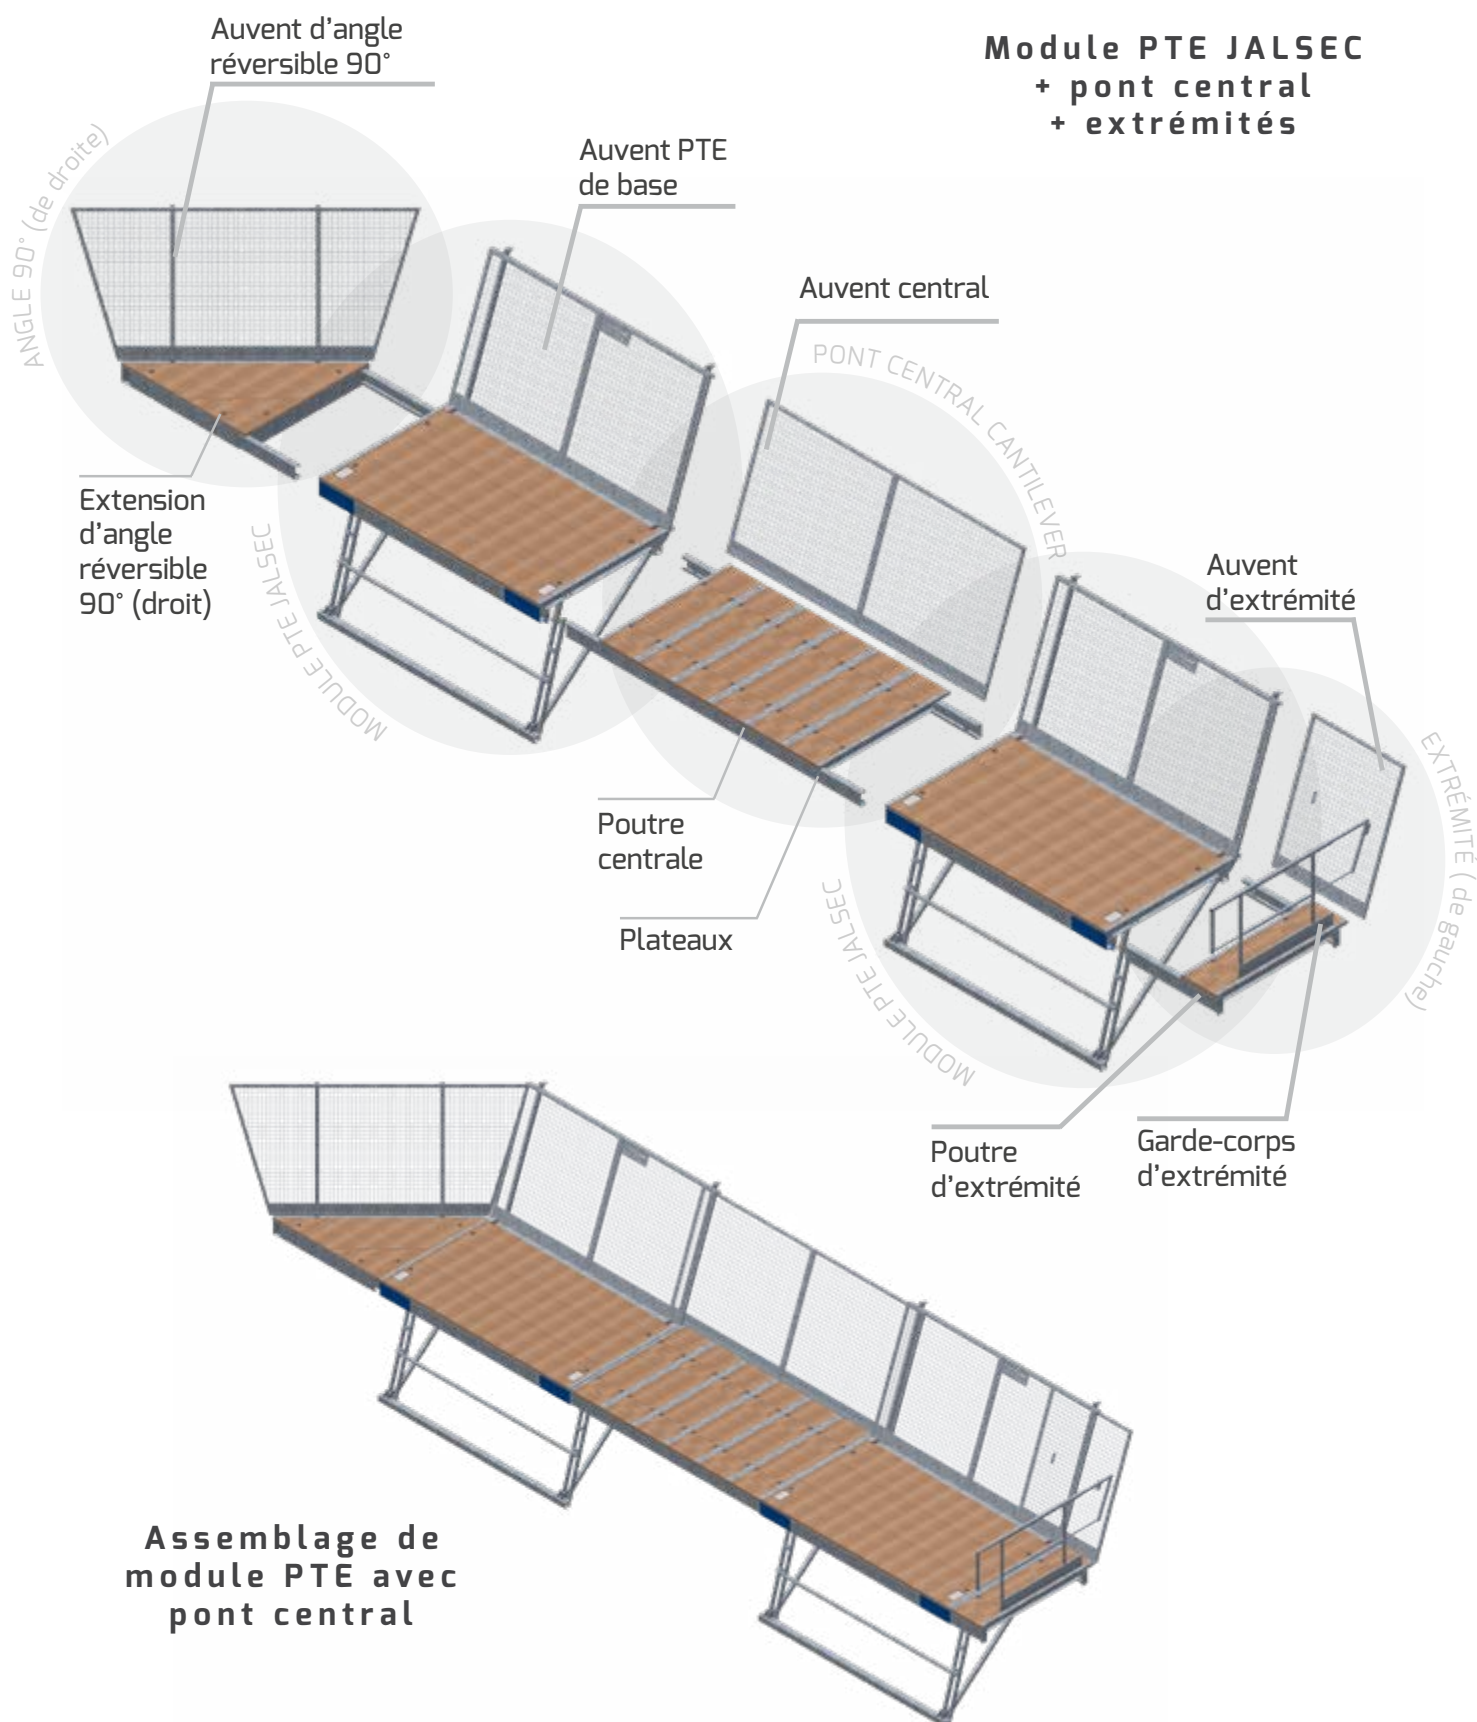 Auvent d'angle
réversible 90°
Module PTE JALSEC
+ pont central
+ extrémités
ANGLE 90° (de droite)
Auvent PTE
de base
Auvent central
PONT CENTRAL CANTILEVER
Extension
d'angle
réversible
90° (droit)
MODULE PTE JALSEC
Auvent
d'extrémité
EXTRÉMITÉ ( de gauche)
Poutre
centrale
Plateaux
MODULE PTE JALSEC
Poutre
d'extrémité
Garde-corps
d'extrémité
Assemblage de
module PTE avec
pont central